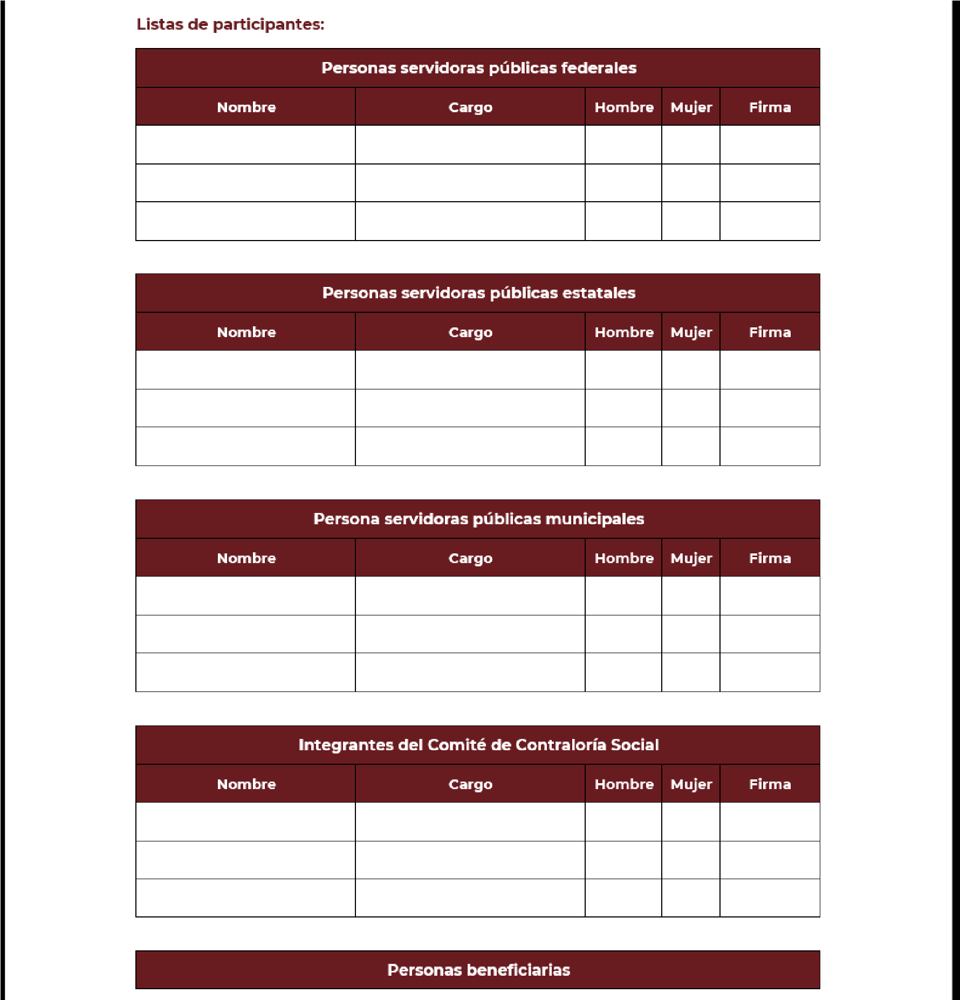 Listas de participantes:
Personas servidoras públicas federales
Nombre Cargo Hombre Mujer Firma
Personas servidoras públicas estatales
Nombre Cargo Hombre Mujer Firma
Persona servidoras públicas municipales
Nombre Cargo Hombre Mujer Firma
Integrantes del Comité de Contraloría Social
Nombre Cargo Hombre Mujer Firma
Personas beneficiarias